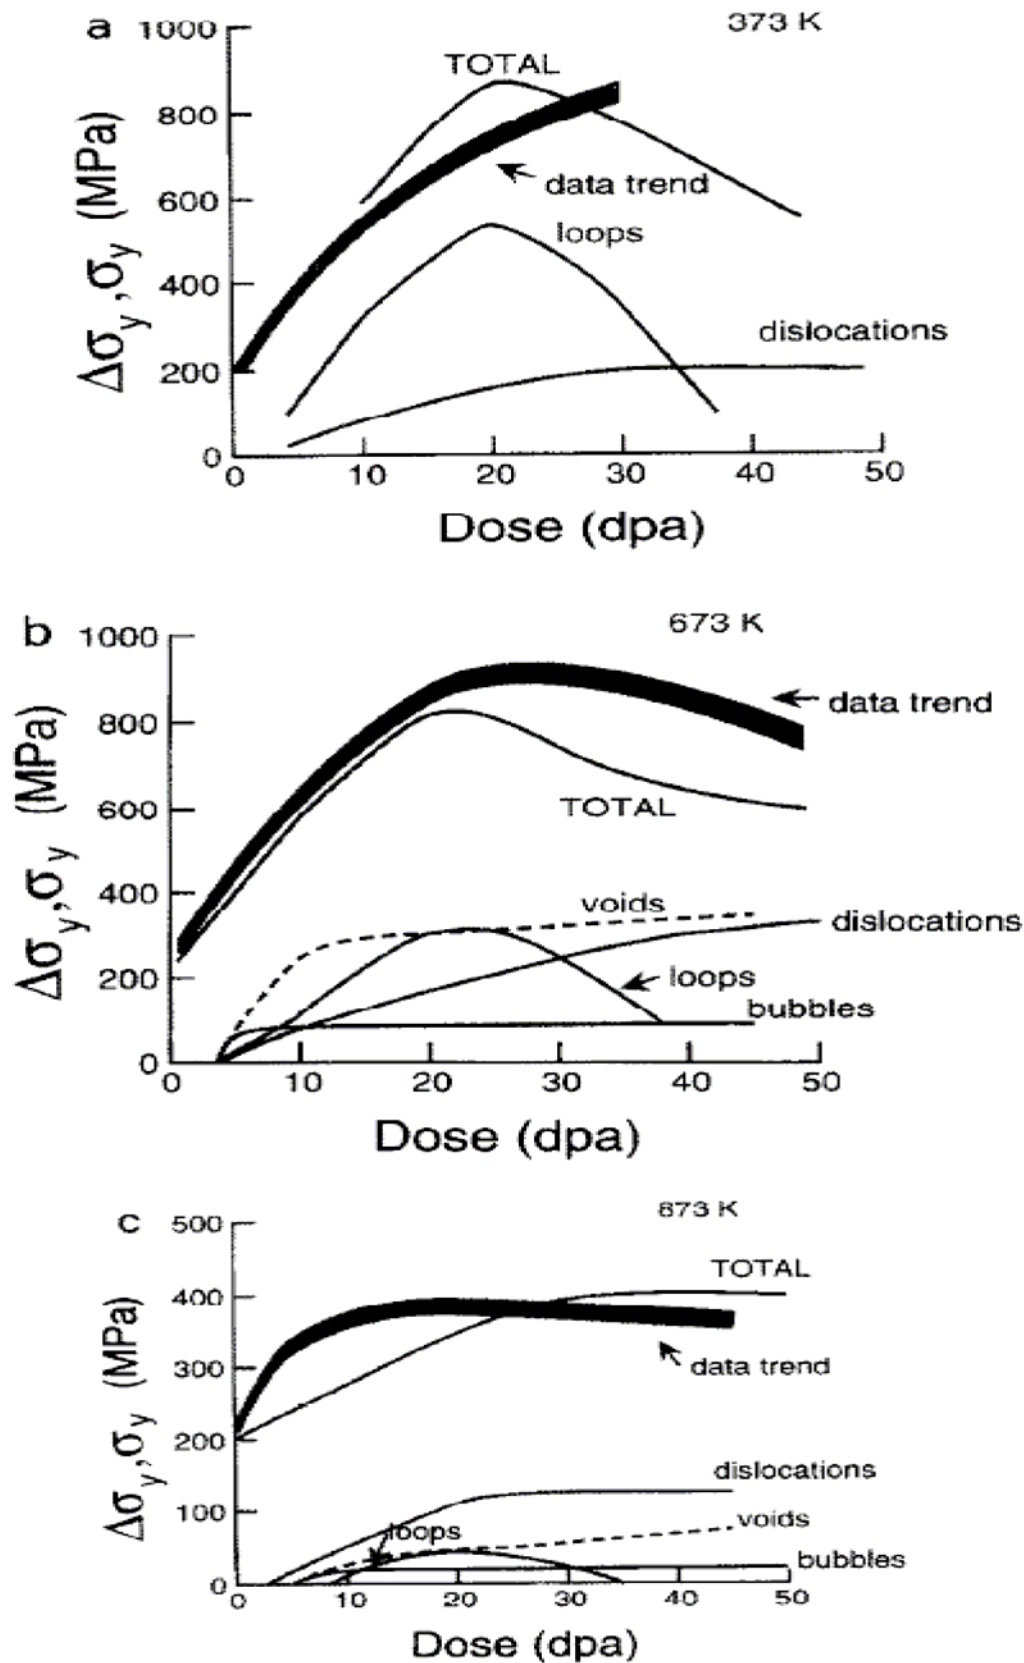 a 1000 373 K
TOTAL
800
data trend
600
loops
400
dislocations
200
0
0 10 20 30 40 50
Δσy,σy (MPa)
Dose (dpa)
b 1000 673 K
data trend
800
TOTAL
600
400
voids
dislocations
200
loops
bubbles
0
0 10 20 30 40 50
Δσy,σy (MPa)
Dose (dpa)
c 500 873 K
TOTAL
400
data trend
300
200
dislocations
100
voids
loops
bubbles
0
0 10 20 30 40 50
Δσy,σy (MPa)
Dose (dpa)